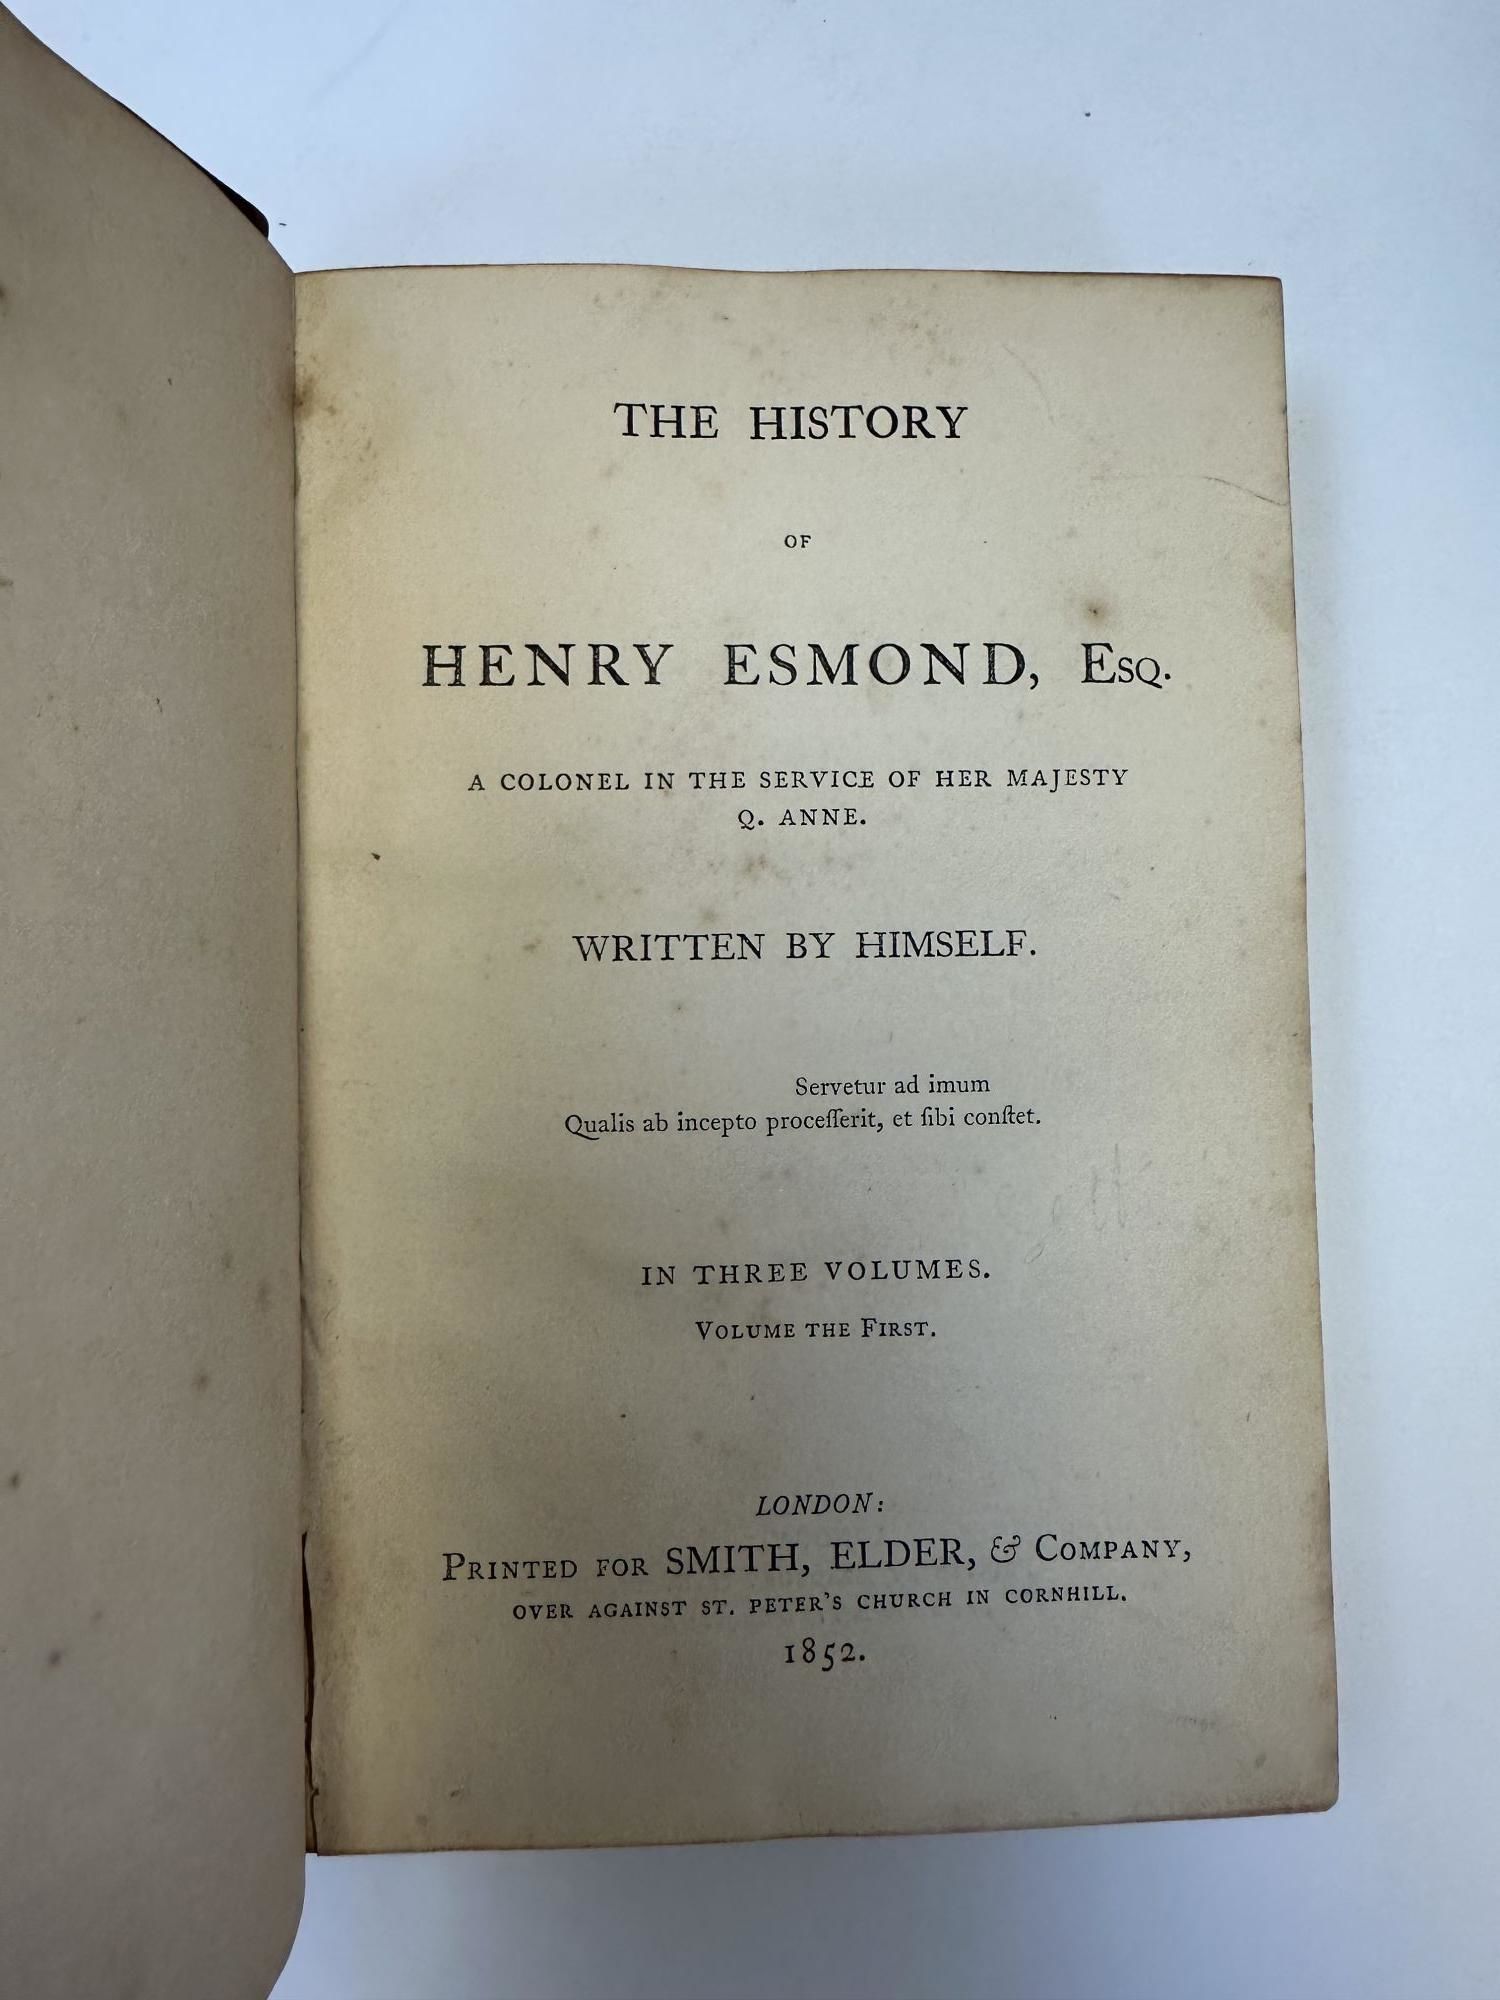 THE HISTORY
OF
HENRY ESMOND, Esq.
A COLONEL IN THE SERVICE OF HER MAJESTY
Q. ANNE.
WRITTEN BY HIMSELF.
Servetur ad imum
Qualis ab incepto proceſſerit, et ſibi conſtet.
IN THREE VOLUMES.
Volume the First.
LONDON:
Printed for SMITH, ELDER, & Company,
OVER AGAINST ST. PETER'S CHURCH IN CORNHILL.
1852.